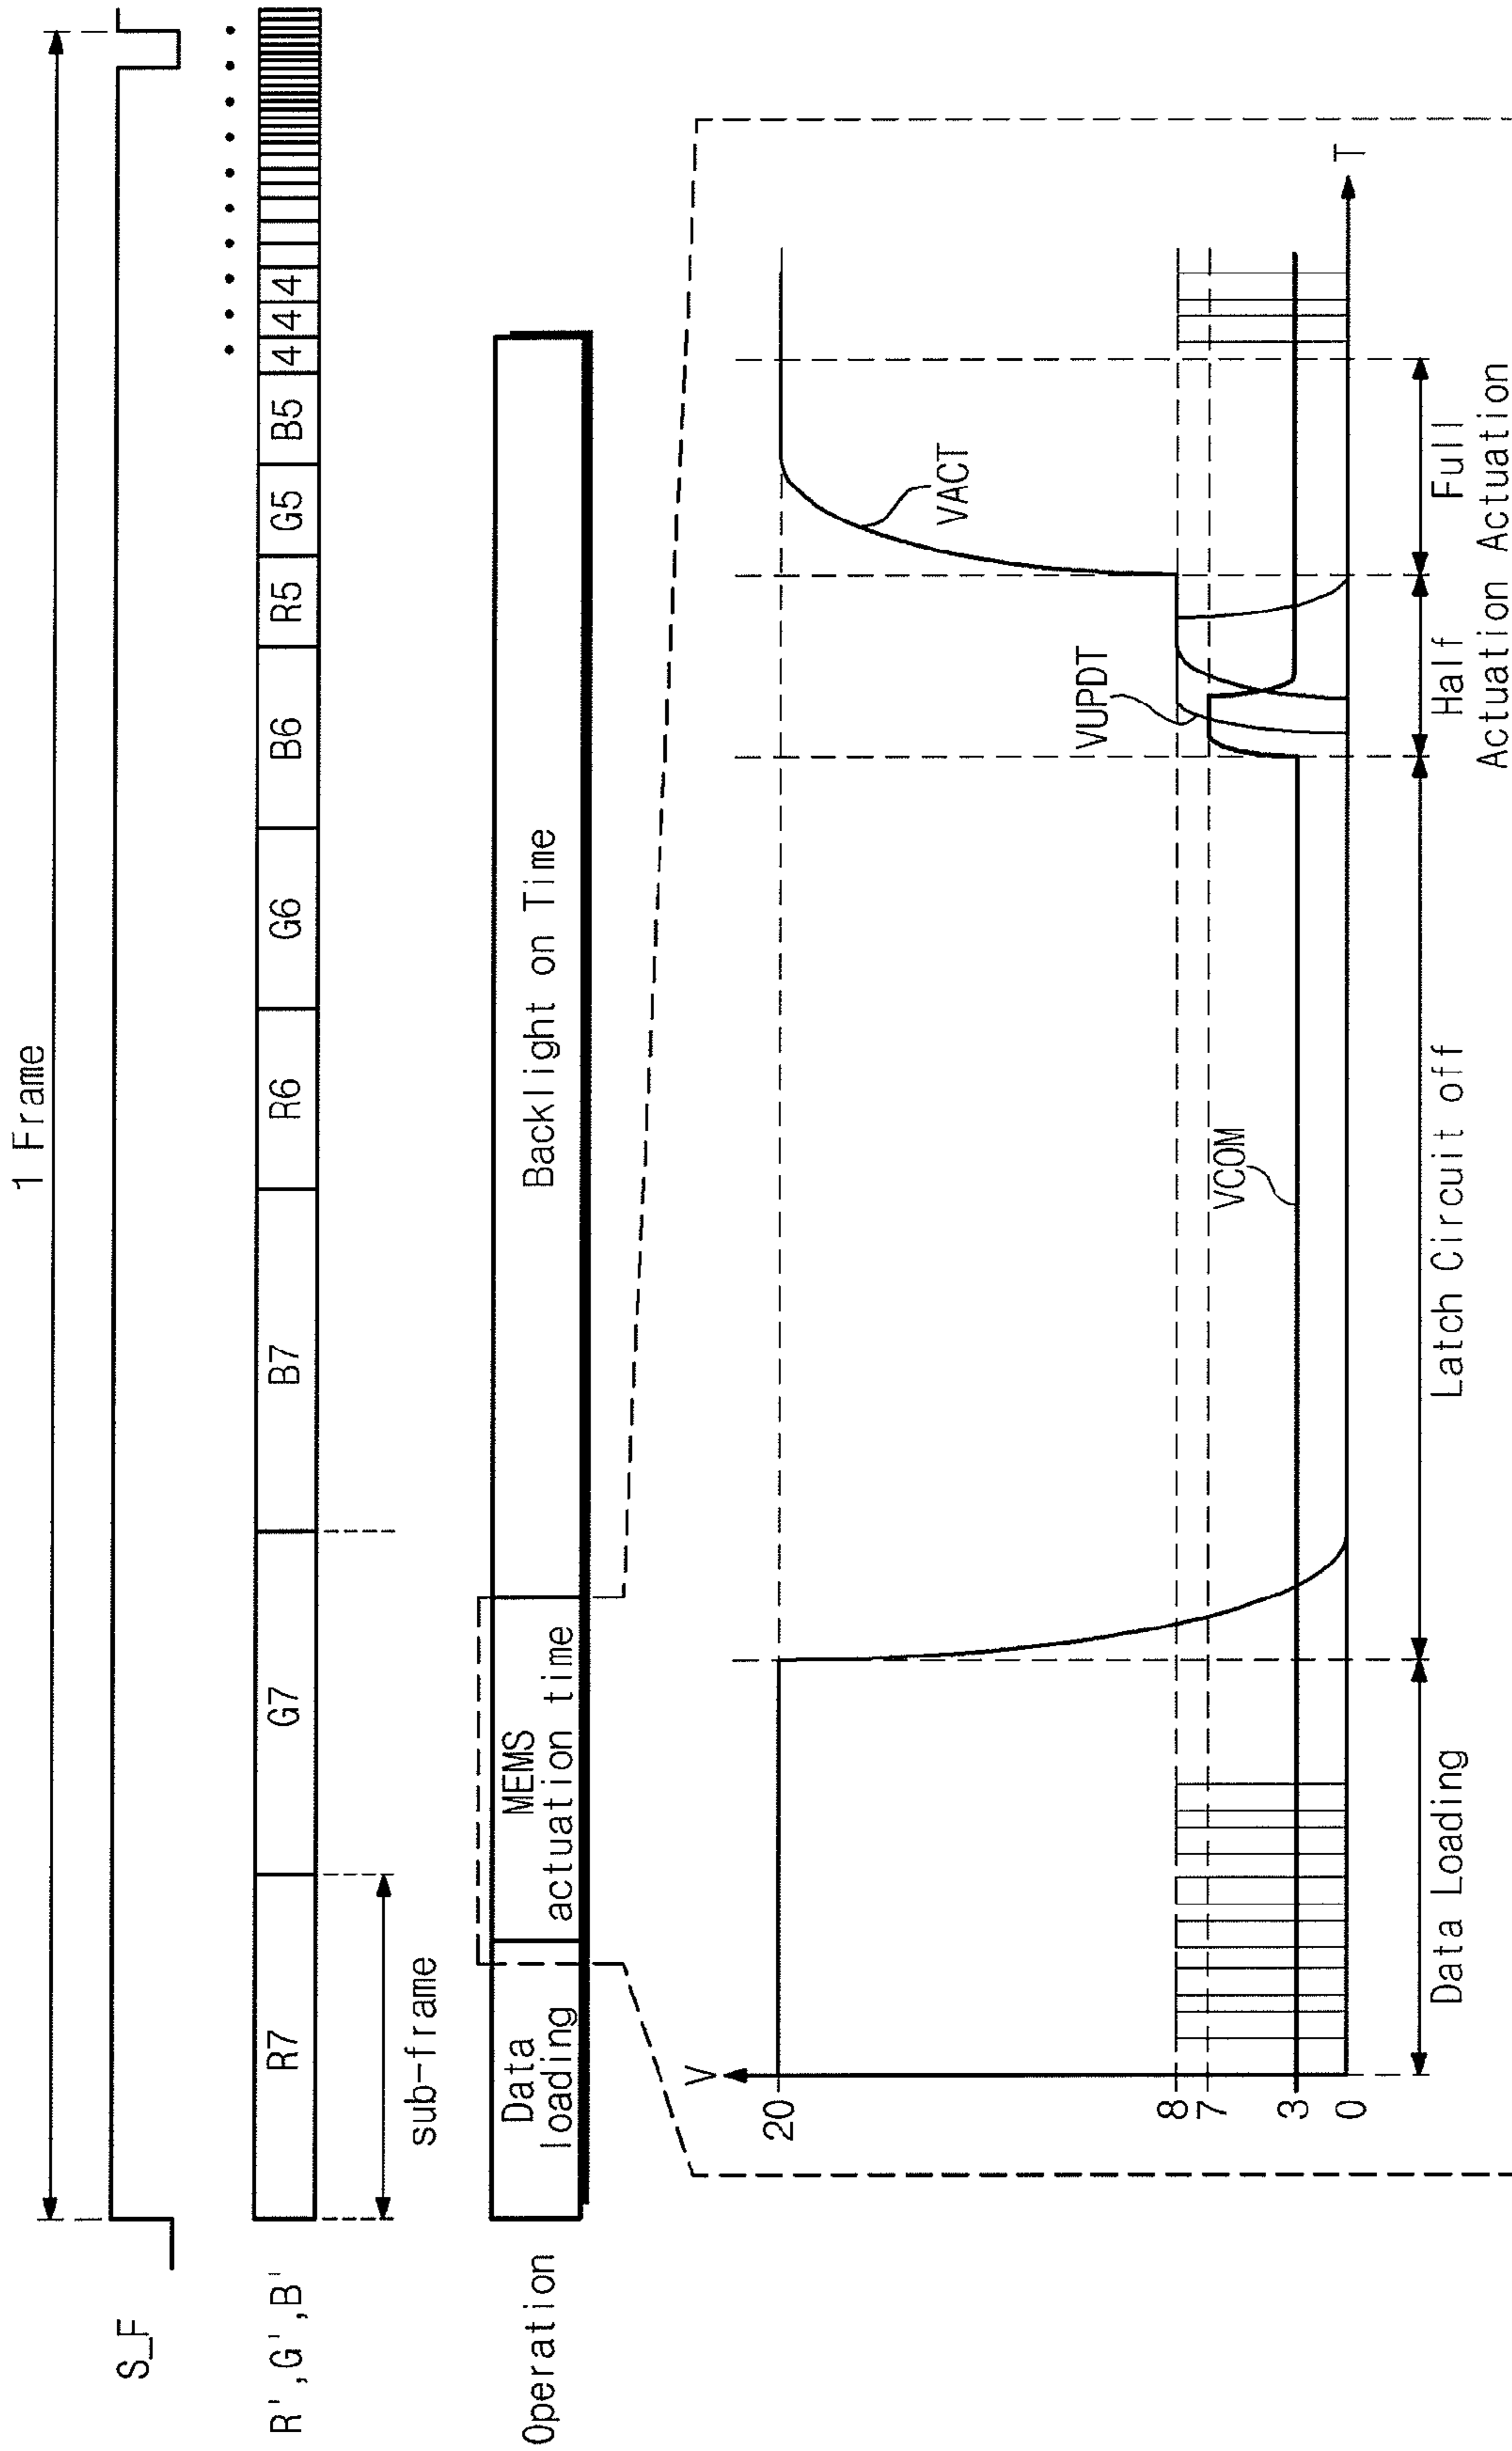 1 Frame
S_F
R',G',B'
R7
G7
B7
R6
G6
B6
R5
G5
B5
4
4
4
sub-frame
Operation
Data
loading
MEMS
actuation time
Backlight on Time
V
20
8
7
3
0
VACT
VUPDT
VCOM
T
Data Loading
Latch Circuit off
Half
Actuation
Full
Actuation